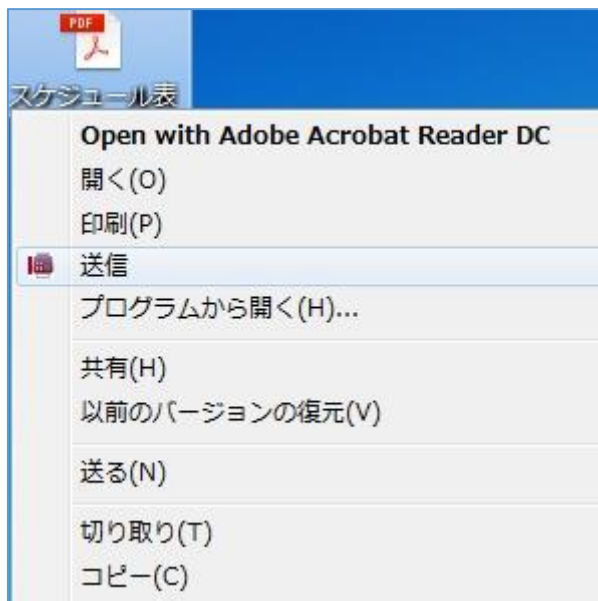 PDF
スケジュール表
Open with Adobe Acrobat Reader DC
開く(O)
印刷(P)
送信
プログラムから開く(H)...
共有(H)
以前のバージョンの復元(V)
送る(N)
切り取り(T)
コピー(C)